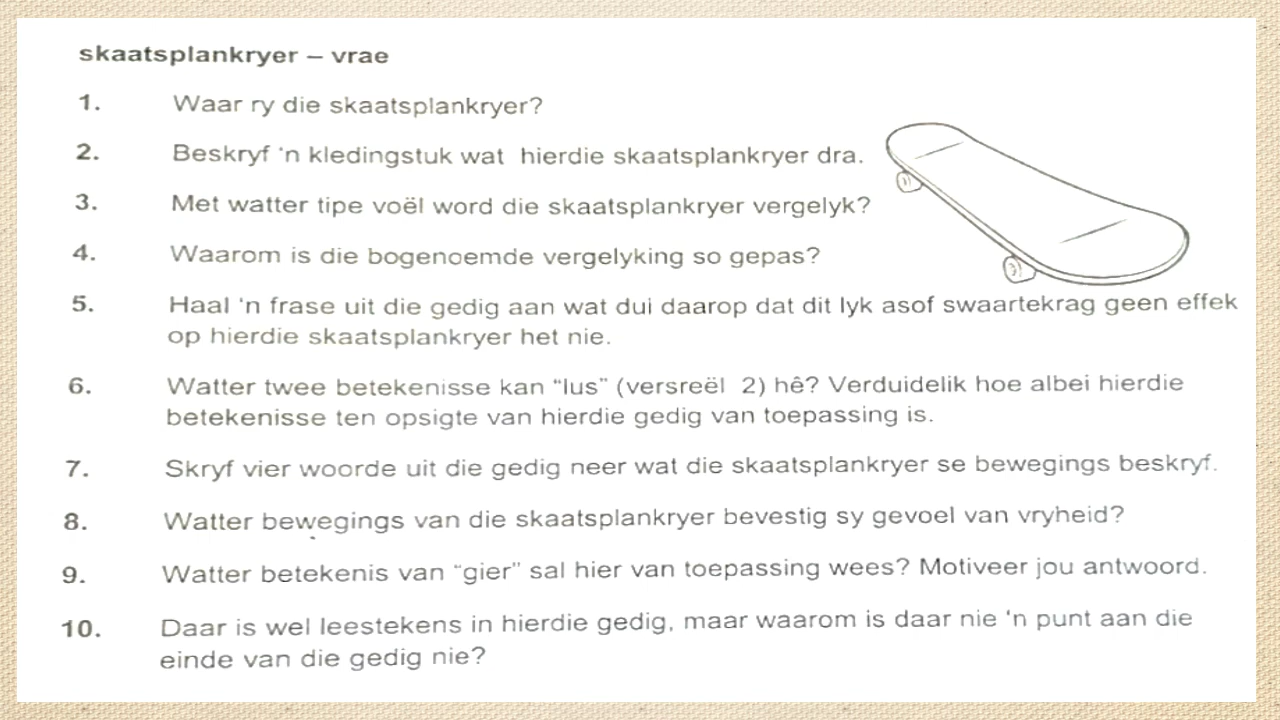 skaatsplankryer – vrae
1. Waar ry die skaatsplankryer?
2. Beskryf 'n kledingstuk wat hierdie skaatsplankryer dra.
3. Met watter tipe voël word die skaatsplankryer vergelyk?
4. Waarom is die bogenoemde vergelyking so gepas?
5. Haal 'n frase uit die gedig aan wat dui daarop dat dit lyk asof swaartekrag geen effek
op hierdie skaatsplankryer het nie.
6. Watter twee betekenisse kan "lus" (versreël 2) hê? Verduidelik hoe albei hierdie
betekenisse ten opsigte van hierdie gedig van toepassing is.
7. Skryf vier woorde uit die gedig neer wat die skaatsplankryer se bewegings beskryf.
8. Watter bewegings van die skaatsplankryer bevestig sy gevoel van vryheid?
9. Watter betekenis van "gier" sal hier van toepassing wees? Motiveer jou antwoord.
10. Daar is wel leestekens in hierdie gedig, maar waarom is daar nie 'n punt aan die
einde van die gedig nie?